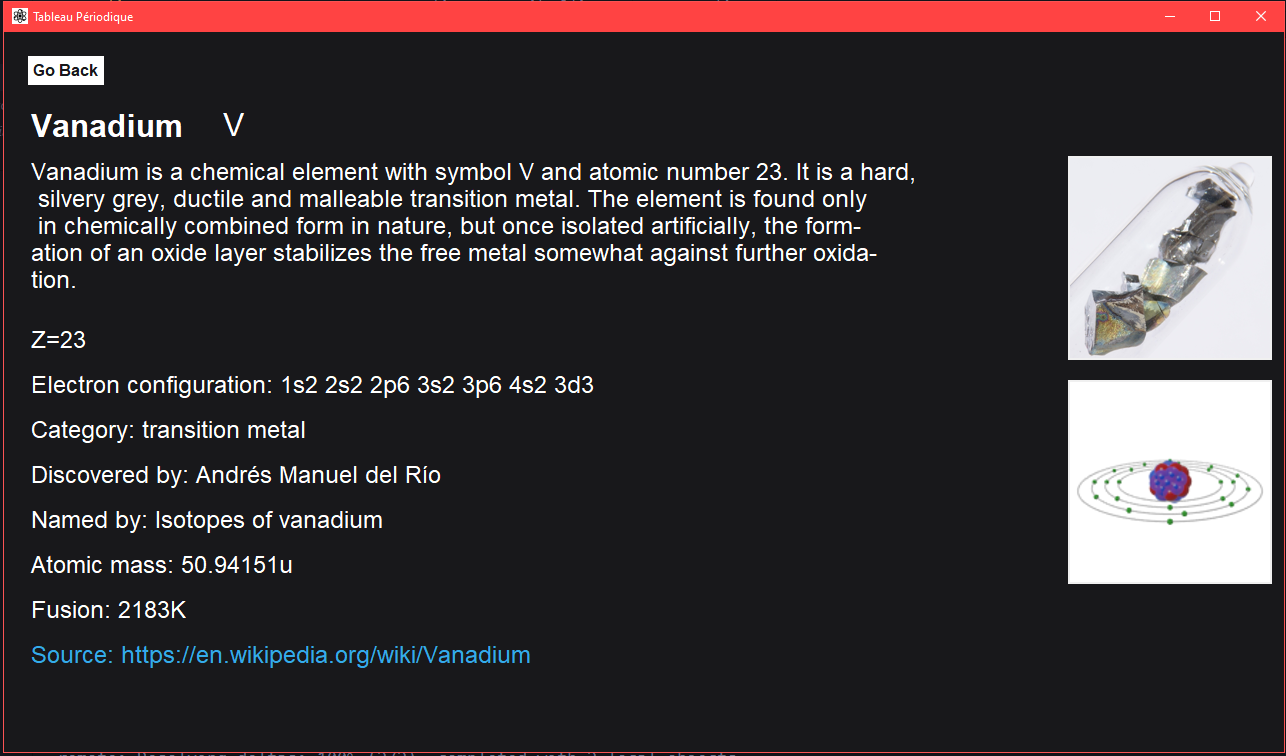 Tableau Périodique
Go Back
Vanadium V
Vanadium is a chemical element with symbol V and atomic number 23. It is a hard,
silvery grey, ductile and malleable transition metal. The element is found only
in chemically combined form in nature, but once isolated artificially, the form-
ation of an oxide layer stabilizes the free metal somewhat against further oxida-
tion.
Z=23
Electron configuration: 1s2 2s2 2p6 3s2 3p6 4s2 3d3
Category: transition metal
Discovered by: Andrés Manuel del Río
Named by: Isotopes of vanadium
Atomic mass: 50.94151u
Fusion: 2183K
Source: https://en.wikipedia.org/wiki/Vanadium